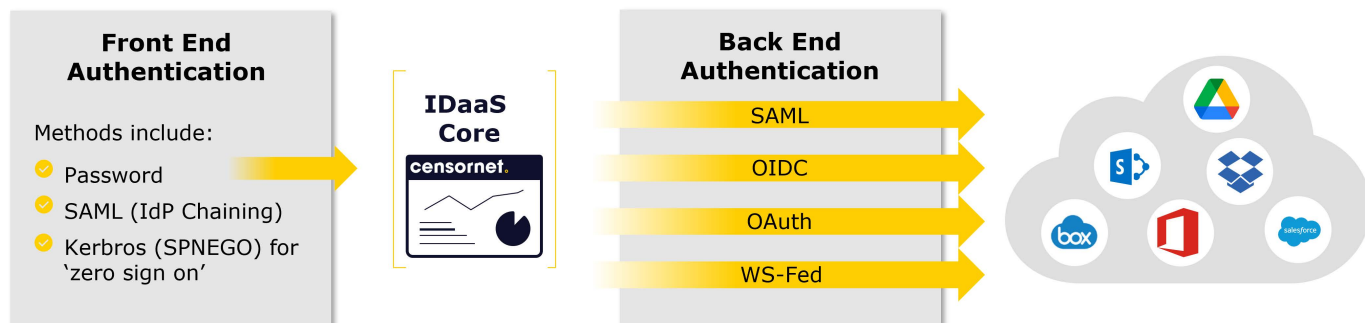 Front End
Authentication
Methods include:
Password
SAML (IdP Chaining)
Kerbros (SPNEGO) for
‘zero sign on’
IDaaS
Core
censornet.
Back End
Authentication
SAML
OIDC
OAuth
WS-Fed
S
box
salesforce